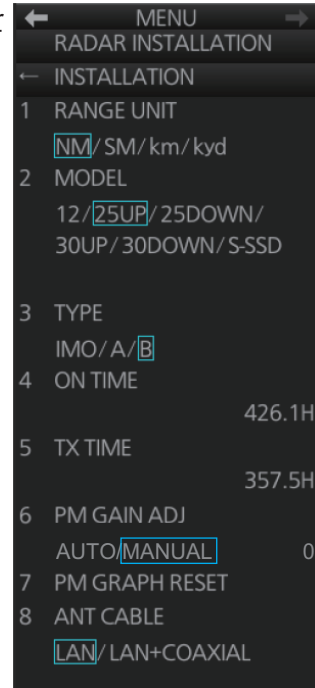 ← MENU →
RADAR INSTALLATION
← INSTALLATION
1 RANGE UNIT
NM/SM/km/kyd
2 MODEL
12/25UP/25DOWN/
30UP/30DOWN/S-SSD
3 TYPE
IMO/A/B
4 ON TIME
426.1H
5 TX TIME
357.5H
6 PM GAIN ADJ
AUTO/MANUAL 0
7 PM GRAPH RESET
8 ANT CABLE
LAN/LAN+COAXIAL